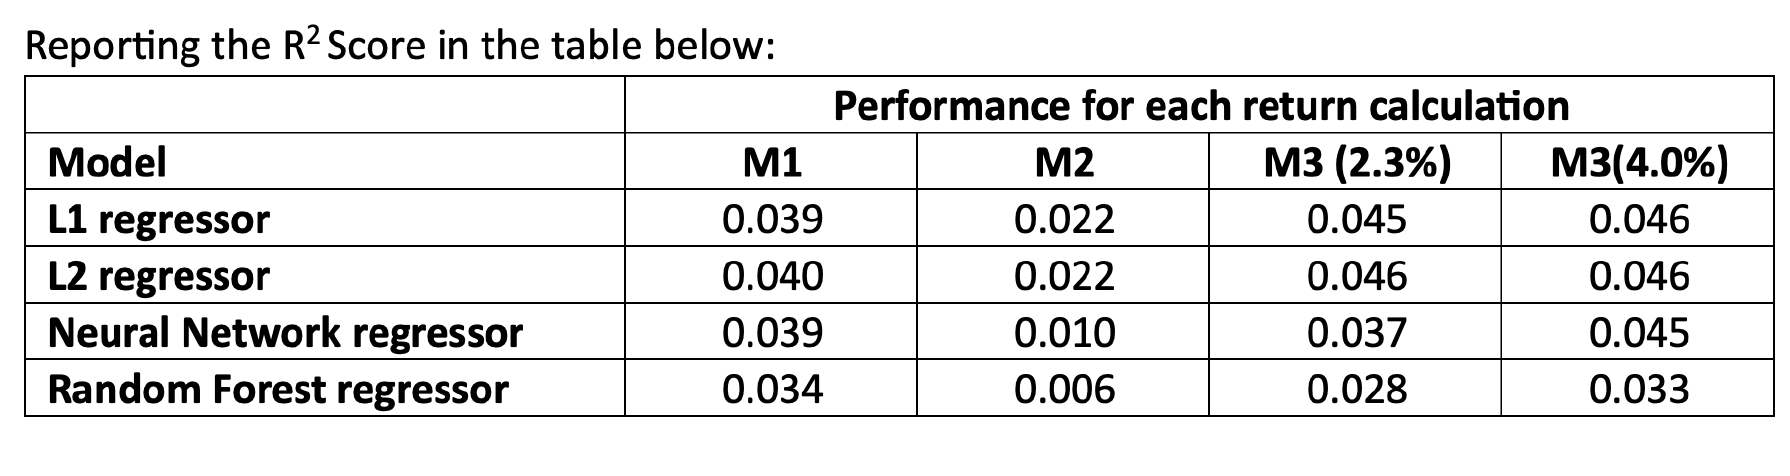 Reporting the R² Score in the table below:
Performance for each return calculation
Model M1 M2 M3 (2.3%) M3(4.0%)
L1 regressor 0.039 0.022 0.045 0.046
L2 regressor 0.040 0.022 0.046 0.046
Neural Network regressor 0.039 0.010 0.037 0.045
Random Forest regressor 0.034 0.006 0.028 0.033